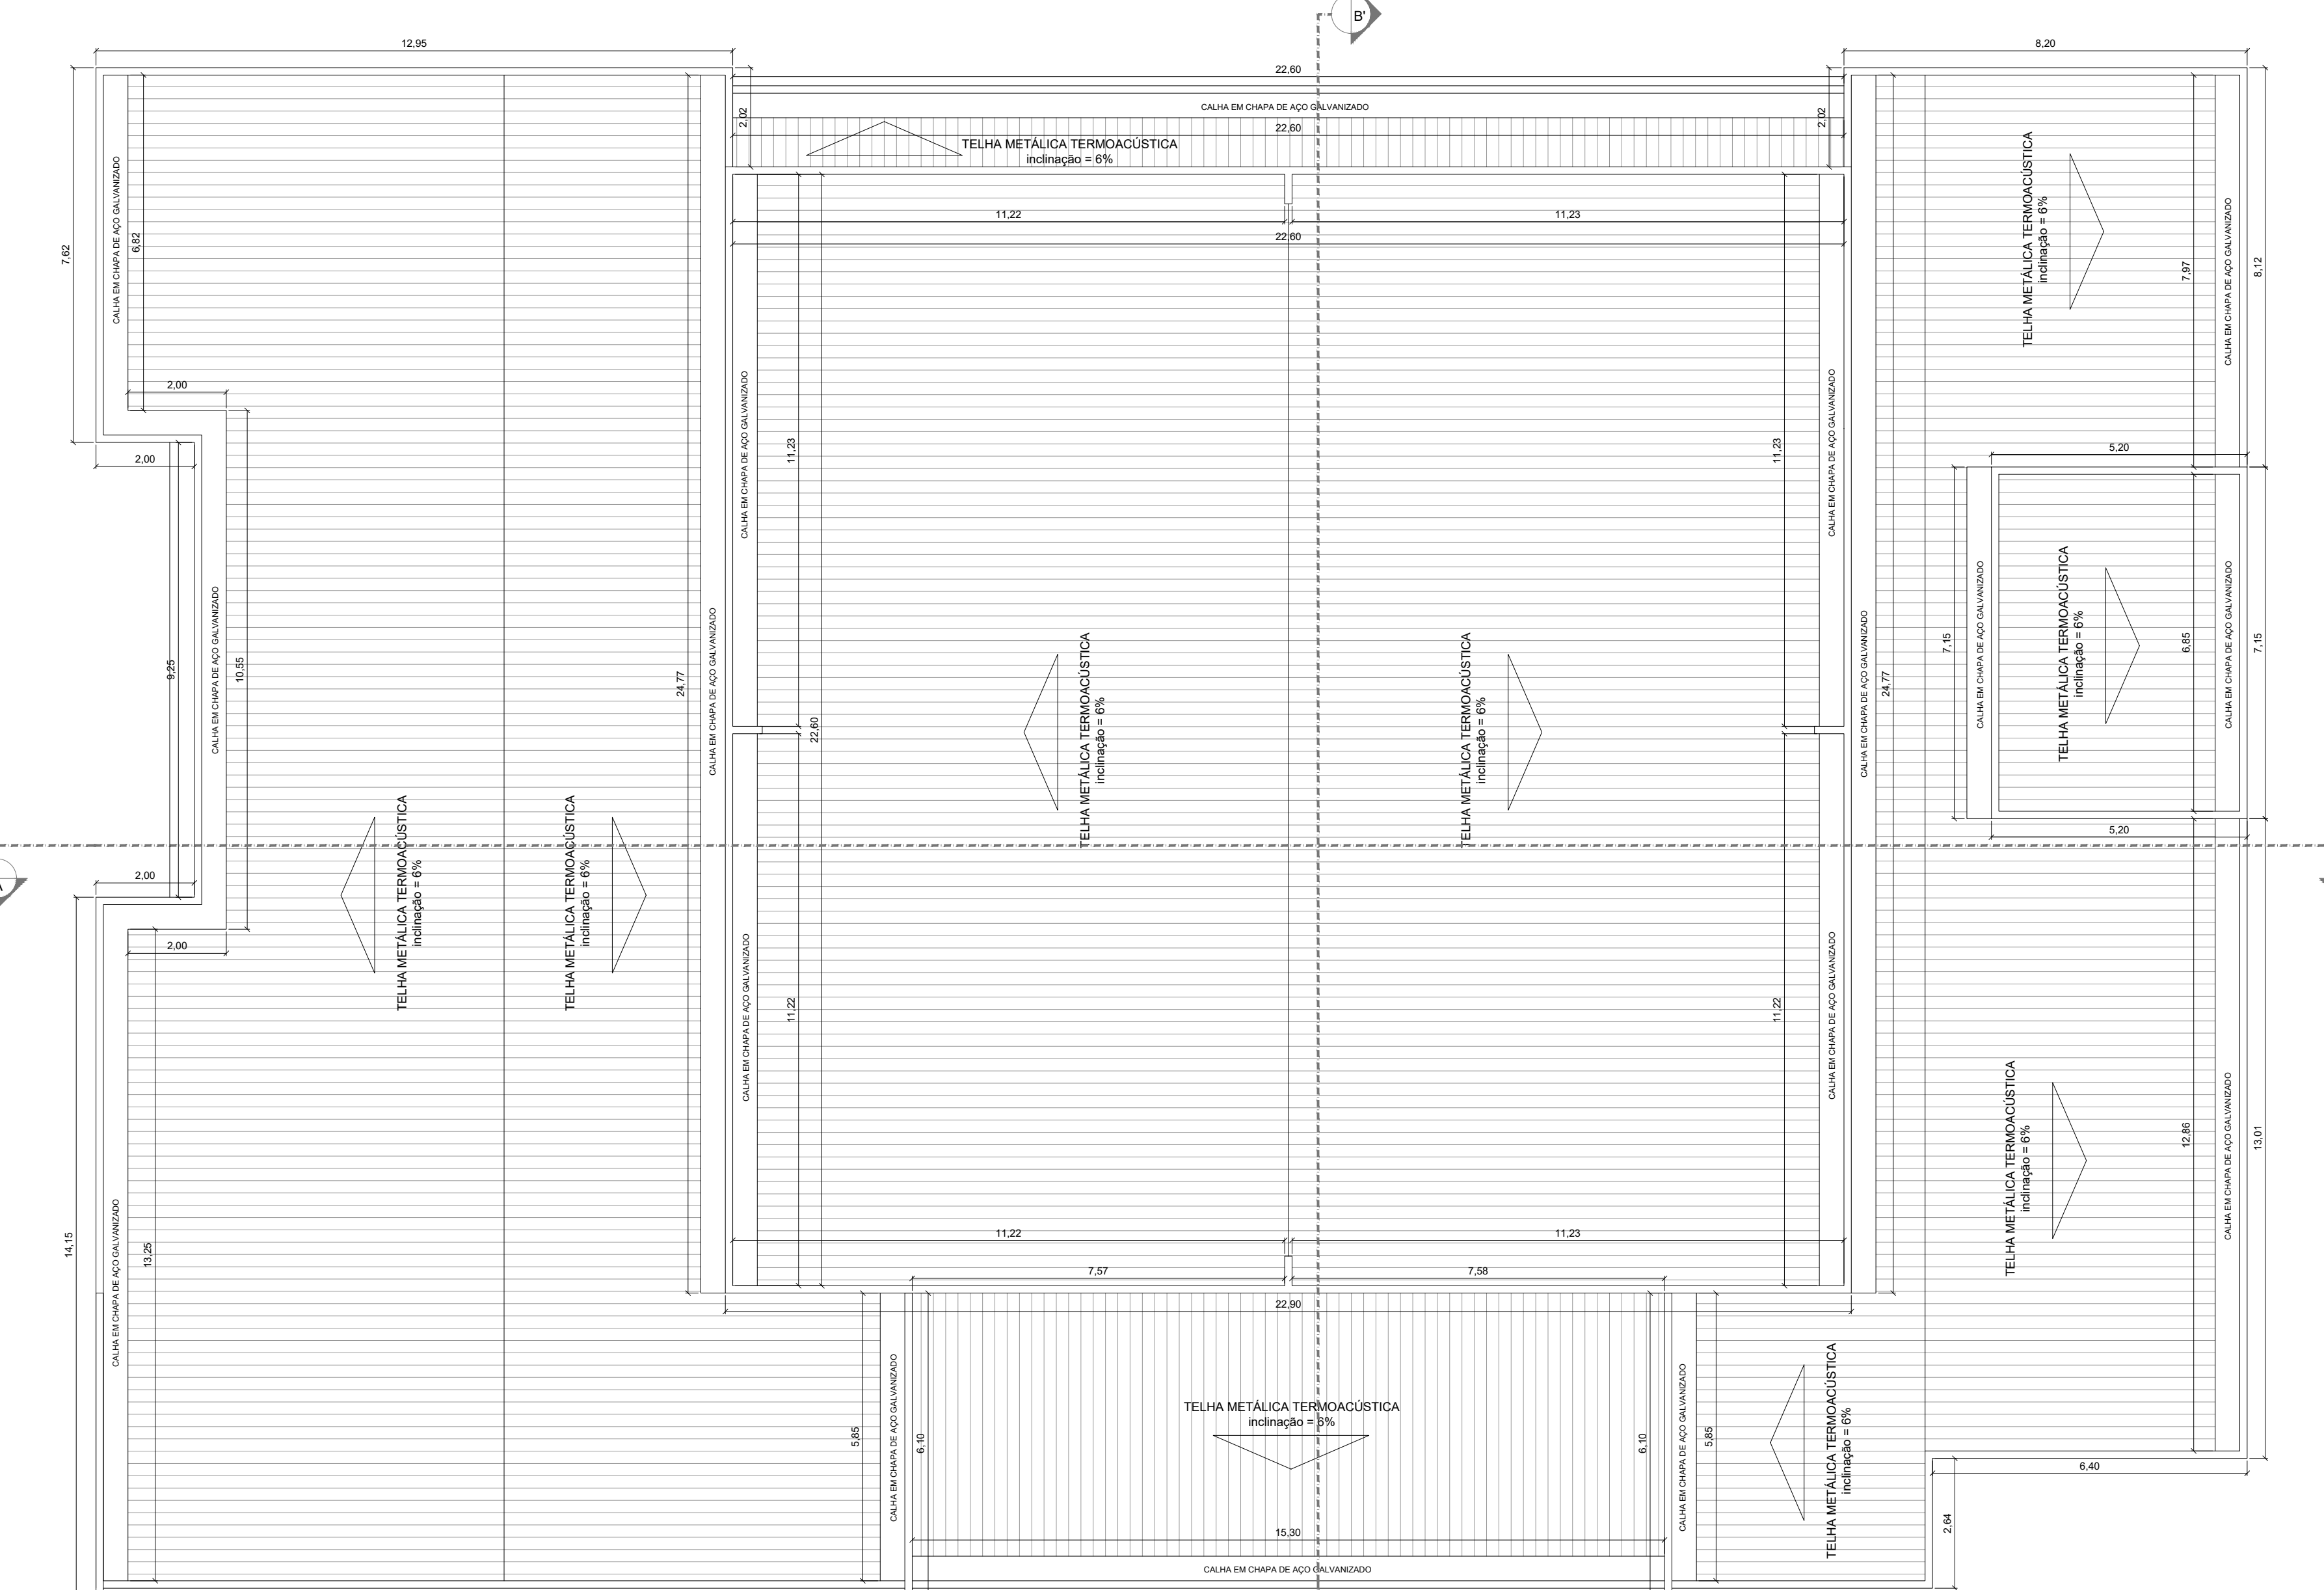 B'
12,95
8,20
22,60
CALHA EM CHAPA DE AÇO GALVANIZADO
2,02
2,02
22,60
TELHA METÁLICA TERMOACÚSTICA
inclinação = 6%
CALHA EM CHAPA DE AÇO GALVANIZADO
6,82
7,62
11,22
11,23
22,60
TELHA METÁLICA TERMOACÚSTICA
inclinação = 6%
7,97
CALHA EM CHAPA DE AÇO GALVANIZADO
8,12
2,00
2,00
CALHA EM CHAPA DE AÇO GALVANIZADO
11,23
11,23
CALHA EM CHAPA DE AÇO GALVANIZADO
5,20
9,25
CALHA EM CHAPA DE AÇO GALVANIZADO
10,55
24,77
CALHA EM CHAPA DE AÇO GALVANIZADO
22,60
TELHA METÁLICA TERMOACÚSTICA
inclinação = 6%
TELHA METÁLICA TERMOACÚSTICA
inclinação = 6%
CALHA EM CHAPA DE AÇO GALVANIZADO
24,77
7,15
CALHA EM CHAPA DE AÇO GALVANIZADO
TELHA METÁLICA TERMOACÚSTICA
inclinação = 6%
6,85
CALHA EM CHAPA DE AÇO GALVANIZADO
7,15
5,20
2,00
2,00
TELHA METÁLICA TERMOACÚSTICA
inclinação = 6%
TELHA METÁLICA TERMOACÚSTICA
inclinação = 6%
CALHA EM CHAPA DE AÇO GALVANIZADO
11,22
11,22
CALHA EM CHAPA DE AÇO GALVANIZADO
TELHA METÁLICA TERMOACÚSTICA
inclinação = 6%
12,86
CALHA EM CHAPA DE AÇO GALVANIZADO
13,01
14,15
CALHA EM CHAPA DE AÇO GALVANIZADO
13,25
11,22
11,23
7,57
7,58
22,90
5,85
CALHA EM CHAPA DE AÇO GALVANIZADO
6,10
TELHA METÁLICA TERMOACÚSTICA
inclinação = 6%
6,10
CALHA EM CHAPA DE AÇO GALVANIZADO
5,85
TELHA METÁLICA TERMOACÚSTICA
inclinação = 6%
6,40
2,64
15,30
CALHA EM CHAPA DE AÇO GALVANIZADO